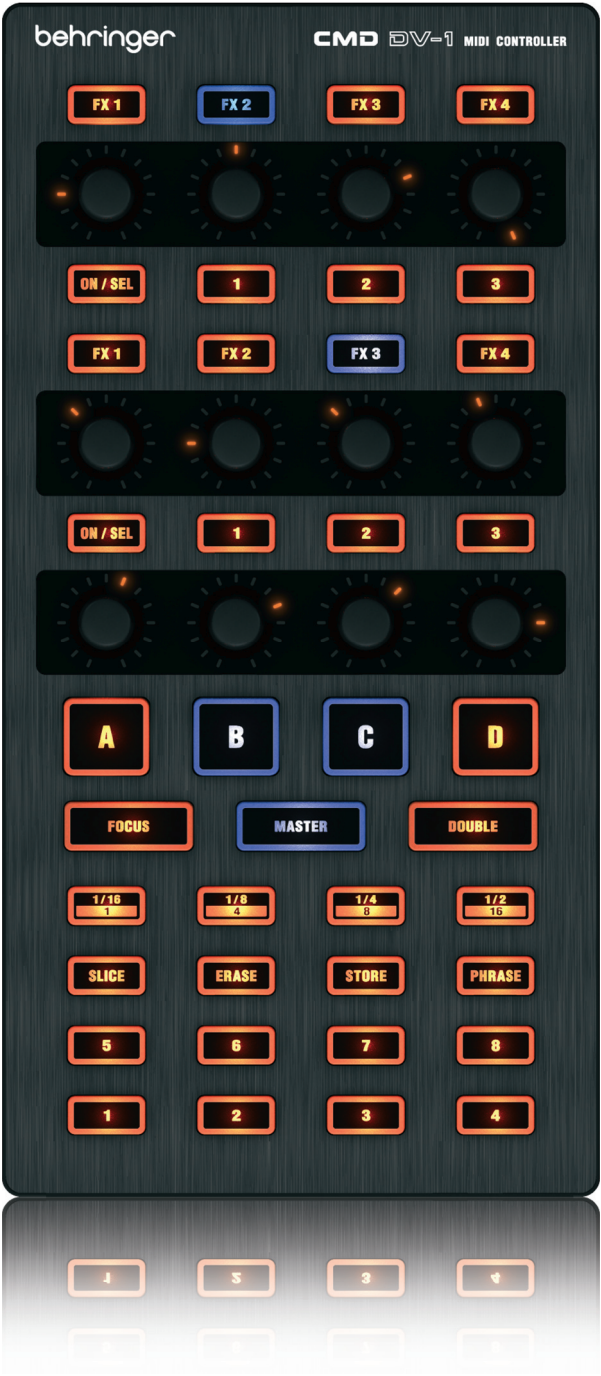 behringer CMD DV-1 MIDI CONTROLLER
FX 1 FX 2 FX 3 FX 4
ON / SEL 1 2 3
FX 1 FX 2 FX 3 FX 4
ON / SEL 1 2 3
A B C D
FOCUS MASTER DOUBLE
1/16 1/8 1/4 1/2
1 4 8 16
SLICE ERASE STORE PHRASE
5 6 7 8
1 2 3 4